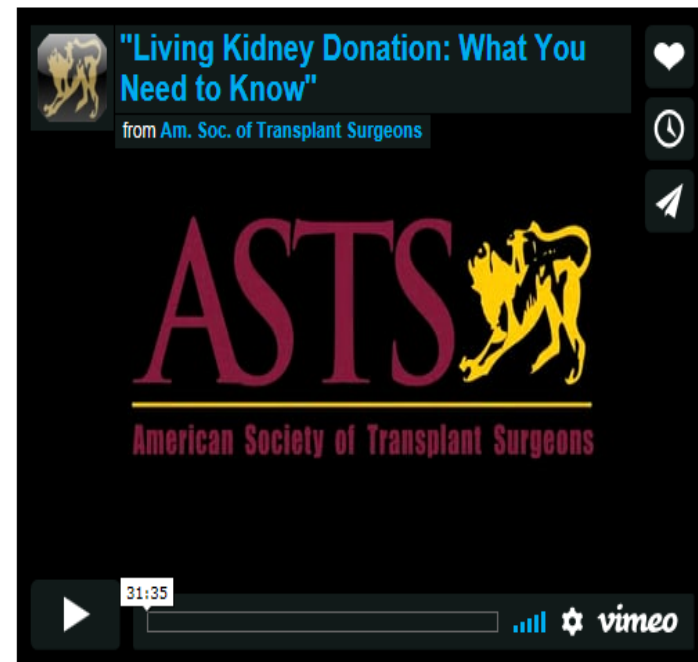 "Living Kidney Donation: What You
Need to Know"
from Am. Soc. of Transplant Surgeons
ASTS
American Society of Transplant Surgeons
31:35
vimeo